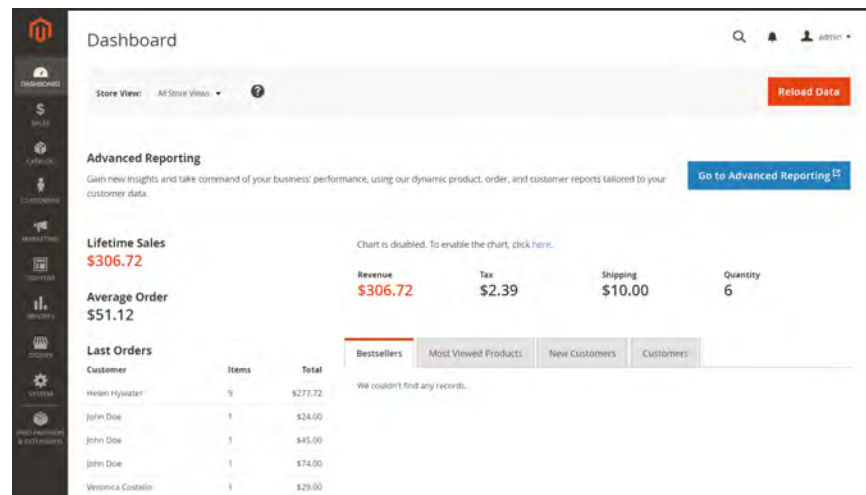 Dashboard
admin
DASHBOARD
SALES
CATALOG
CUSTOMERS
MARKETING
CONTENT
REPORTS
STORES
SYSTEM
FIND PARTNERS
& EXTENSIONS
Store View: All Store Views
Reload Data
Advanced Reporting
Gain new insights and take command of your business' performance, using our dynamic product, order, and customer reports tailored to your
customer data.
Go to Advanced Reporting
Lifetime Sales
$306.72
Average Order
$51.12
Last Orders
Customer Items Total
Helen Hywater 9 $277.72
John Doe 1 $24.00
John Doe 1 $45.00
John Doe 1 $74.00
Veronica Costello 1 $29.00
Chart is disabled. To enable the chart, click here.
Revenue Tax Shipping Quantity
$306.72 $2.39 $10.00 6
Bestsellers Most Viewed Products New Customers Customers
We couldn't find any records.